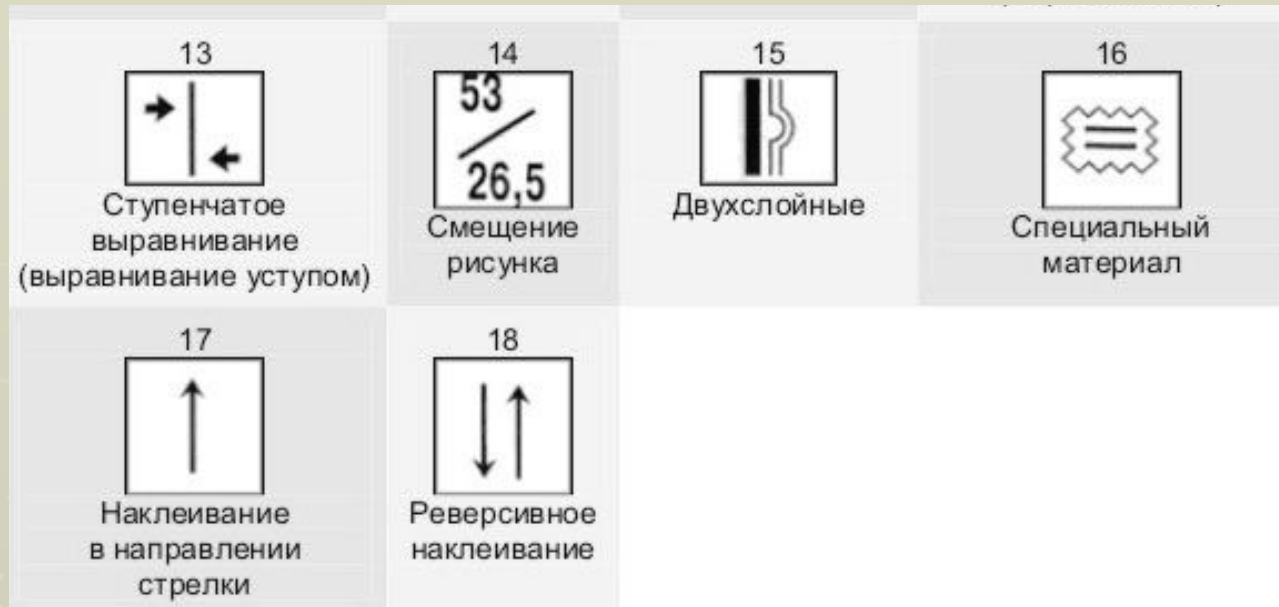 13
Ступенчатое
выравнивание
(выравнивание уступом)
14
53
26,5
Смещение
рисунка
15
Двухслойные
16
Специальный
материал
17
Наклеивание
в направлении
стрелки
18
Реверсивное
наклеивание